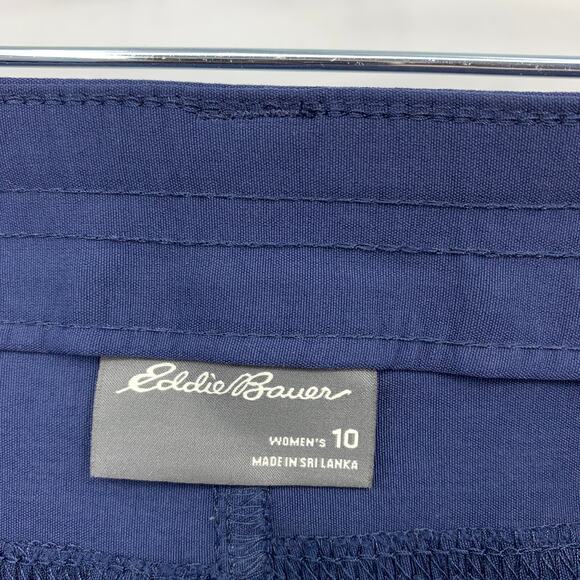 Eddie Bauer
WOMEN'S 10
MADE IN SRI LANKA